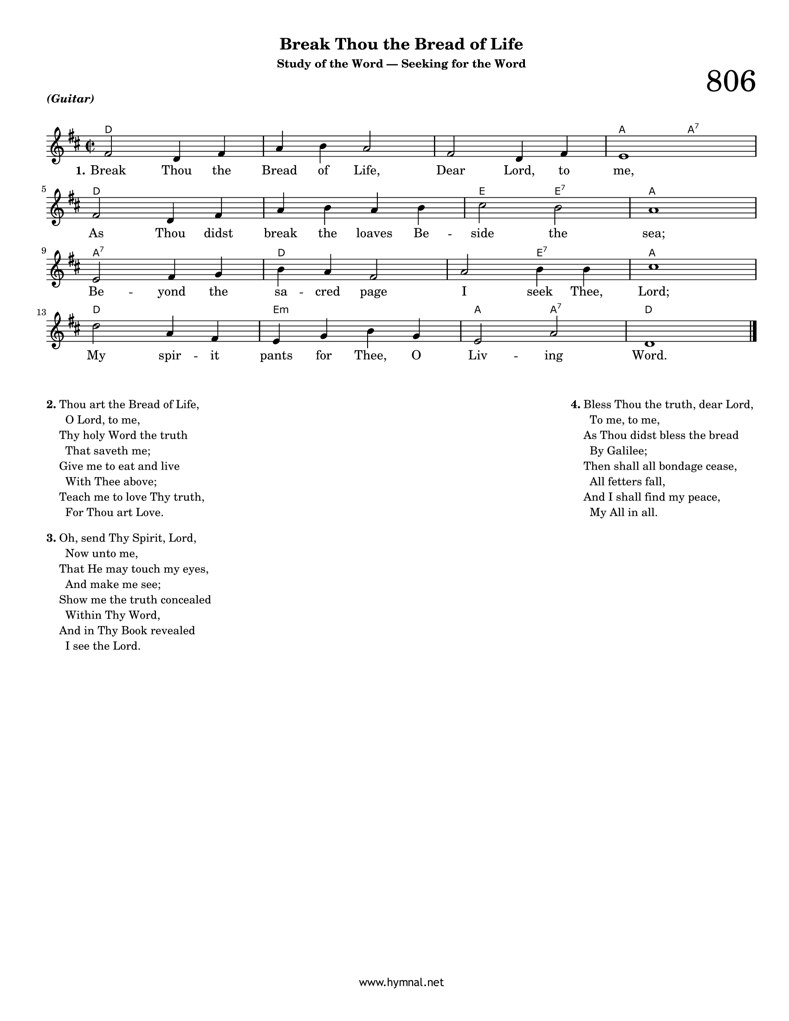 Break Thou the Bread of Life
Study of the Word — Seeking for the Word
806
(Guitar)
D A A7
1. Break Thou the Bread of Life, Dear Lord, to me,
5 D E E7 A
As Thou didst break the loaves Be - side the sea;
9 A7 D E7 A
Be - yond the sa - cred page I seek Thee, Lord;
13 D Em A A7 D
My spir - it pants for Thee, O Liv - ing Word.
2. Thou art the Bread of Life,
O Lord, to me,
Thy holy Word the truth
That saveth me;
Give me to eat and live
With Thee above;
Teach me to love Thy truth,
For Thou art Love.
3. Oh, send Thy Spirit, Lord,
Now unto me,
That He may touch my eyes,
And make me see;
Show me the truth concealed
Within Thy Word,
And in Thy Book revealed
I see the Lord.
4. Bless Thou the truth, dear Lord,
To me, to me,
As Thou didst bless the bread
By Galilee;
Then shall all bondage cease,
All fetters fall,
And I shall find my peace,
My All in all.
www.hymnal.net